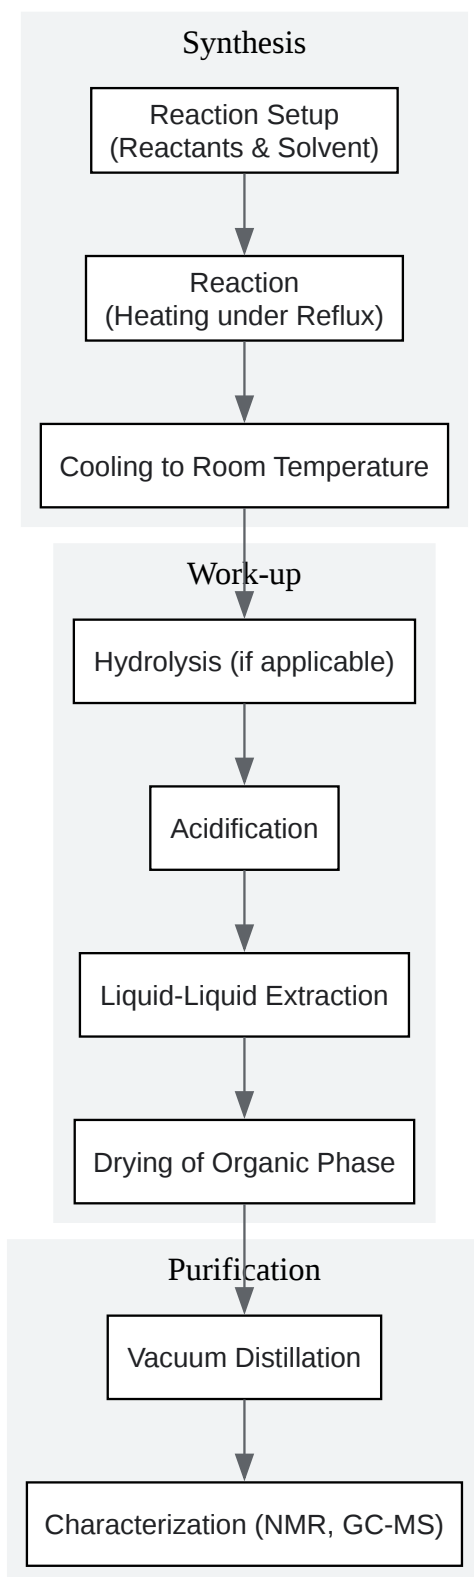 Synthesis
Reaction Setup
(Reactants & Solvent)
Reaction
(Heating under Reflux)
Cooling to Room Temperature
Work-up
Hydrolysis (if applicable)
Acidification
Liquid-Liquid Extraction
Drying of Organic Phase
Purification
Vacuum Distillation
Characterization (NMR, GC-MS)